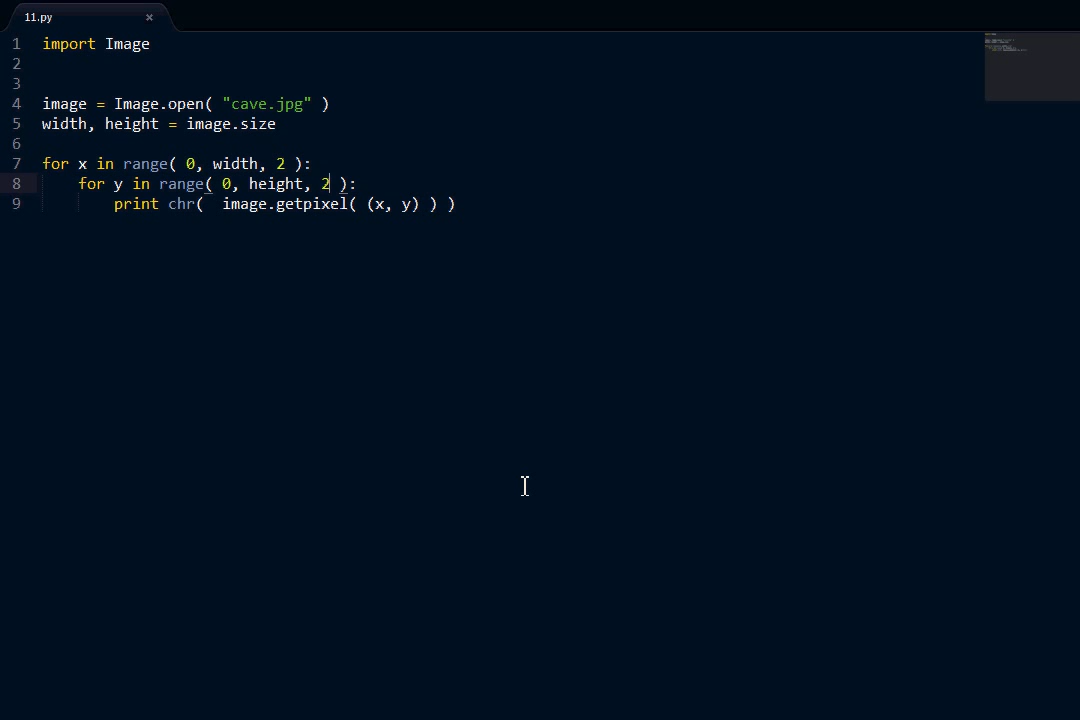 11.py ×
1 import Image
2
3
4 image = Image.open( "cave.jpg" )
5 width, height = image.size
6
7 for x in range( 0, width, 2 ):
8     for y in range( 0, height, 2 ):
9         print chr(  image.getpixel( (x, y) ) )